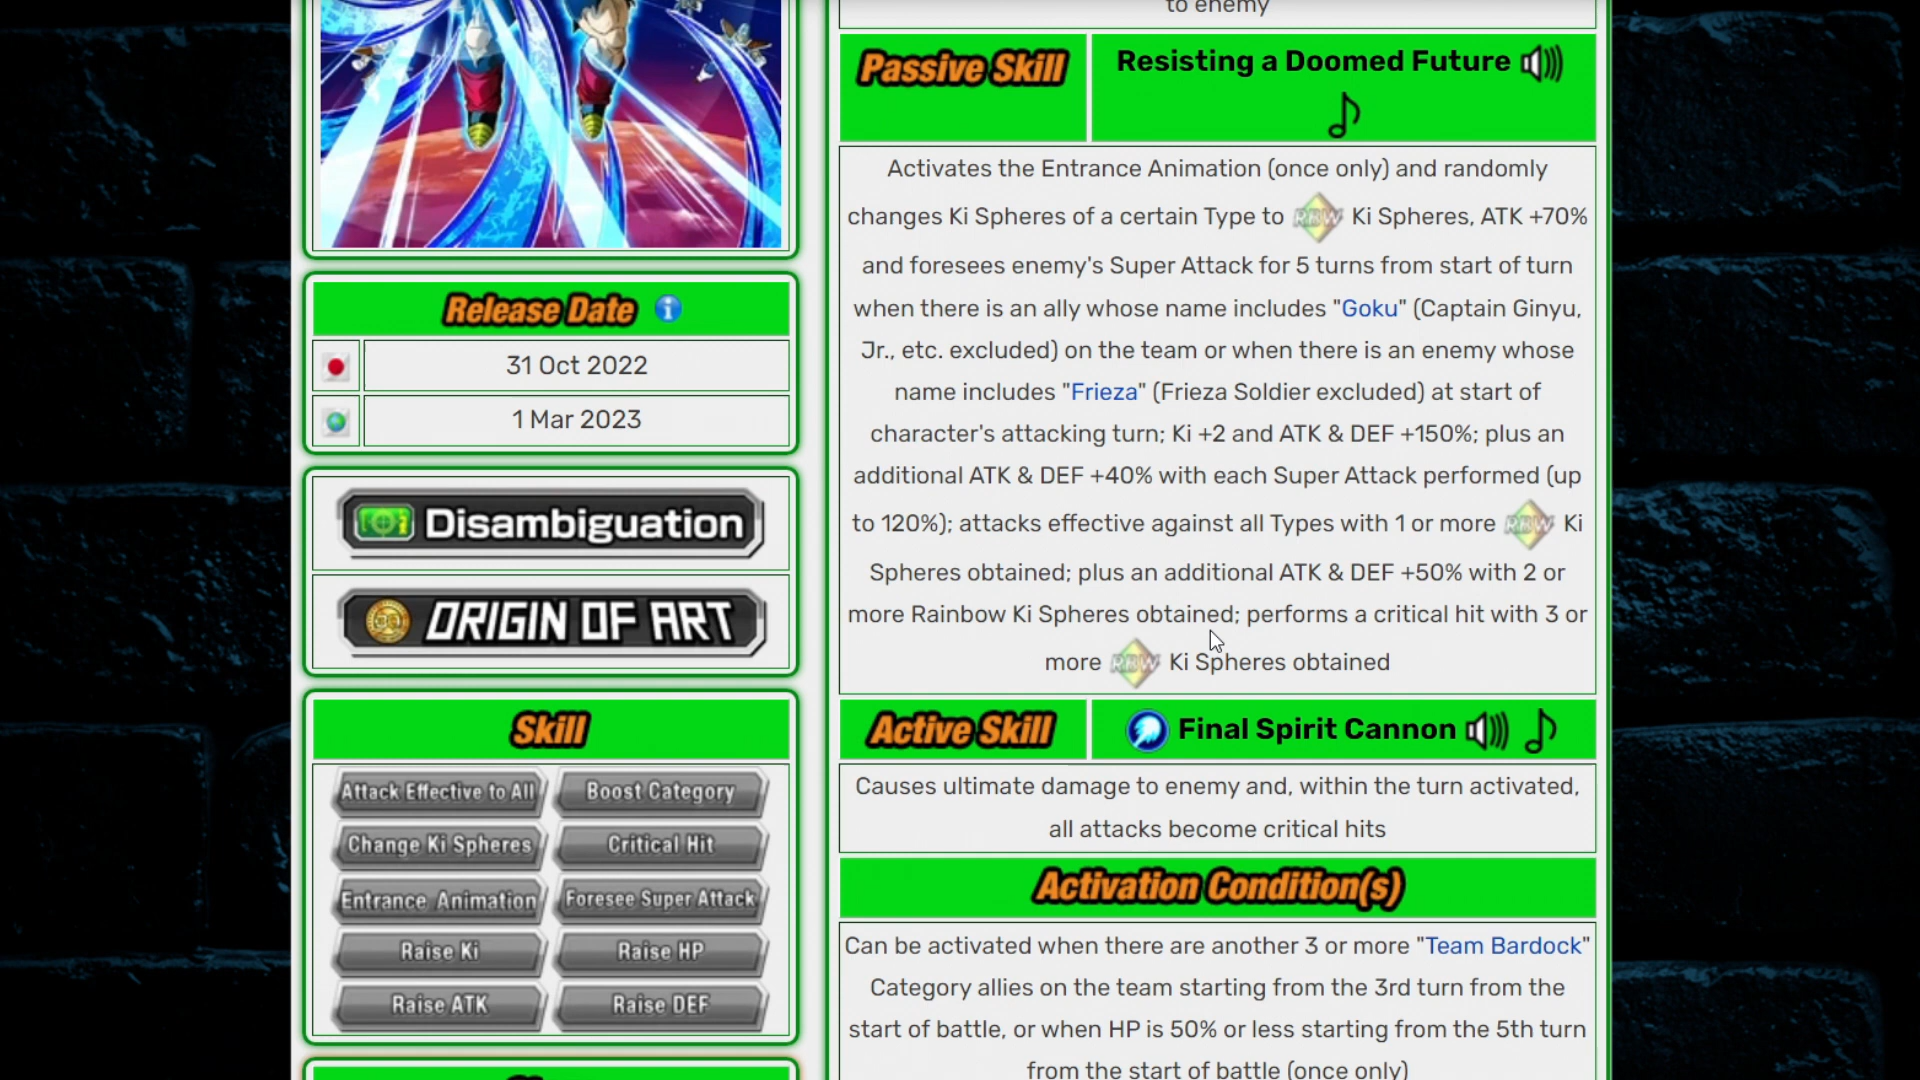 to enemy
Passive Skill
Resisting a Doomed Future
Activates the Entrance Animation (once only) and randomly
changes Ki Spheres of a certain Type to RBW Ki Spheres, ATK +70%
and foresees enemy's Super Attack for 5 turns from start of turn
when there is an ally whose name includes "Goku" (Captain Ginyu,
Jr., etc. excluded) on the team or when there is an enemy whose
name includes "Frieza" (Frieza Soldier excluded) at start of
character's attacking turn; Ki +2 and ATK & DEF +150%; plus an
additional ATK & DEF +40% with each Super Attack performed (up
to 120%); attacks effective against all Types with 1 or more RBW Ki
Spheres obtained; plus an additional ATK & DEF +50% with 2 or
more Rainbow Ki Spheres obtained; performs a critical hit with 3 or
more RBW Ki Spheres obtained
Active Skill
Final Spirit Cannon
Causes ultimate damage to enemy and, within the turn activated,
all attacks become critical hits
Activation Condition(s)
Can be activated when there are another 3 or more "Team Bardock"
Category allies on the team starting from the 3rd turn from the
start of battle, or when HP is 50% or less starting from the 5th turn
from the start of battle (once only)
Release Date
31 Oct 2022
1 Mar 2023
Disambiguation
ORIGIN OF ART
Skill
Attack Effective to All
Boost Category
Change Ki Spheres
Critical Hit
Entrance Animation
Foresee Super Attack
Raise Ki
Raise HP
Raise ATK
Raise DEF